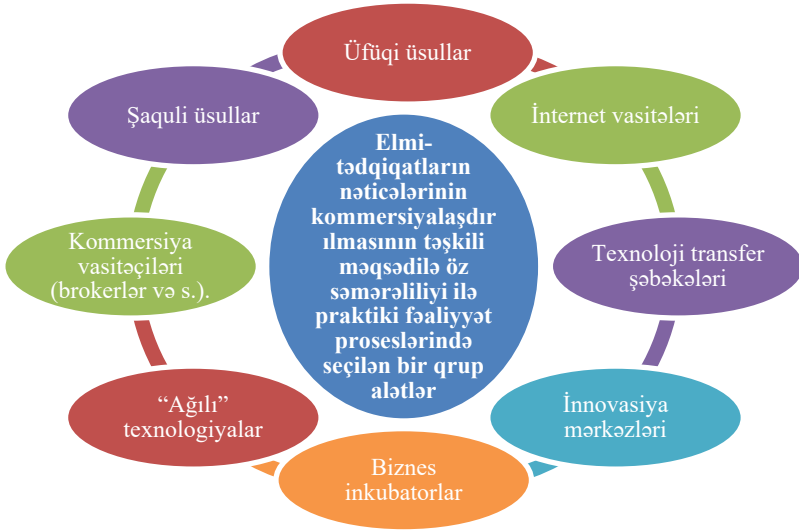 Üfüqi üsullar
İnternet vasitələri
Texnoloji transfer
şəbəkələri
İnnovasiya
mərkəzləri
Biznes
inkubatorlar
“Ağılı”
texnologiyalar
Kommersiya
vasitəçiləri
(brokerlər və s.).
Şaquli üsullar
Elmi-
tədqiqatların
nəticələrinin
kommersiyalaşdır
ılmasının təşkili
məqsədilə öz
səmərəliliyi ilə
praktiki fəaliyyət
proseslərində
seçilən bir qrup
alətlər